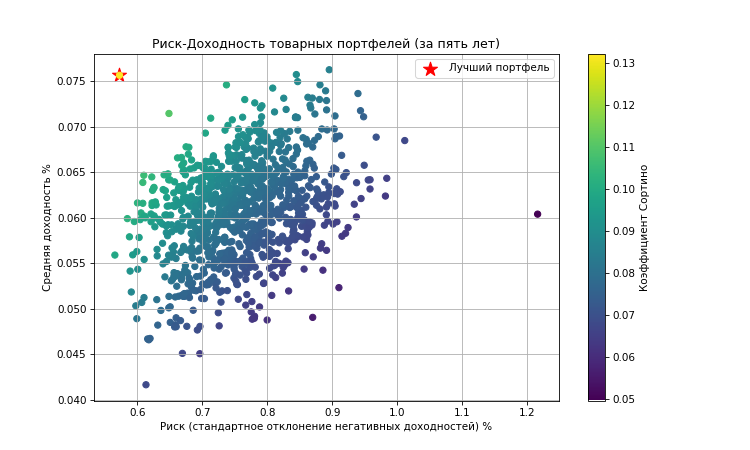 Риск-Доходность товарных портфелей (за пять лет)
Лучший портфель
Средняя доходность %
0.075
0.070
0.065
0.060
0.055
0.050
0.045
0.040
0.6 0.7 0.8 0.9 1.0 1.1 1.2
Риск (стандартное отклонение негативных доходностей) %
0.13
0.12
0.11
0.10
0.09
0.08
0.07
0.06
0.05
Коэффициент Сортино